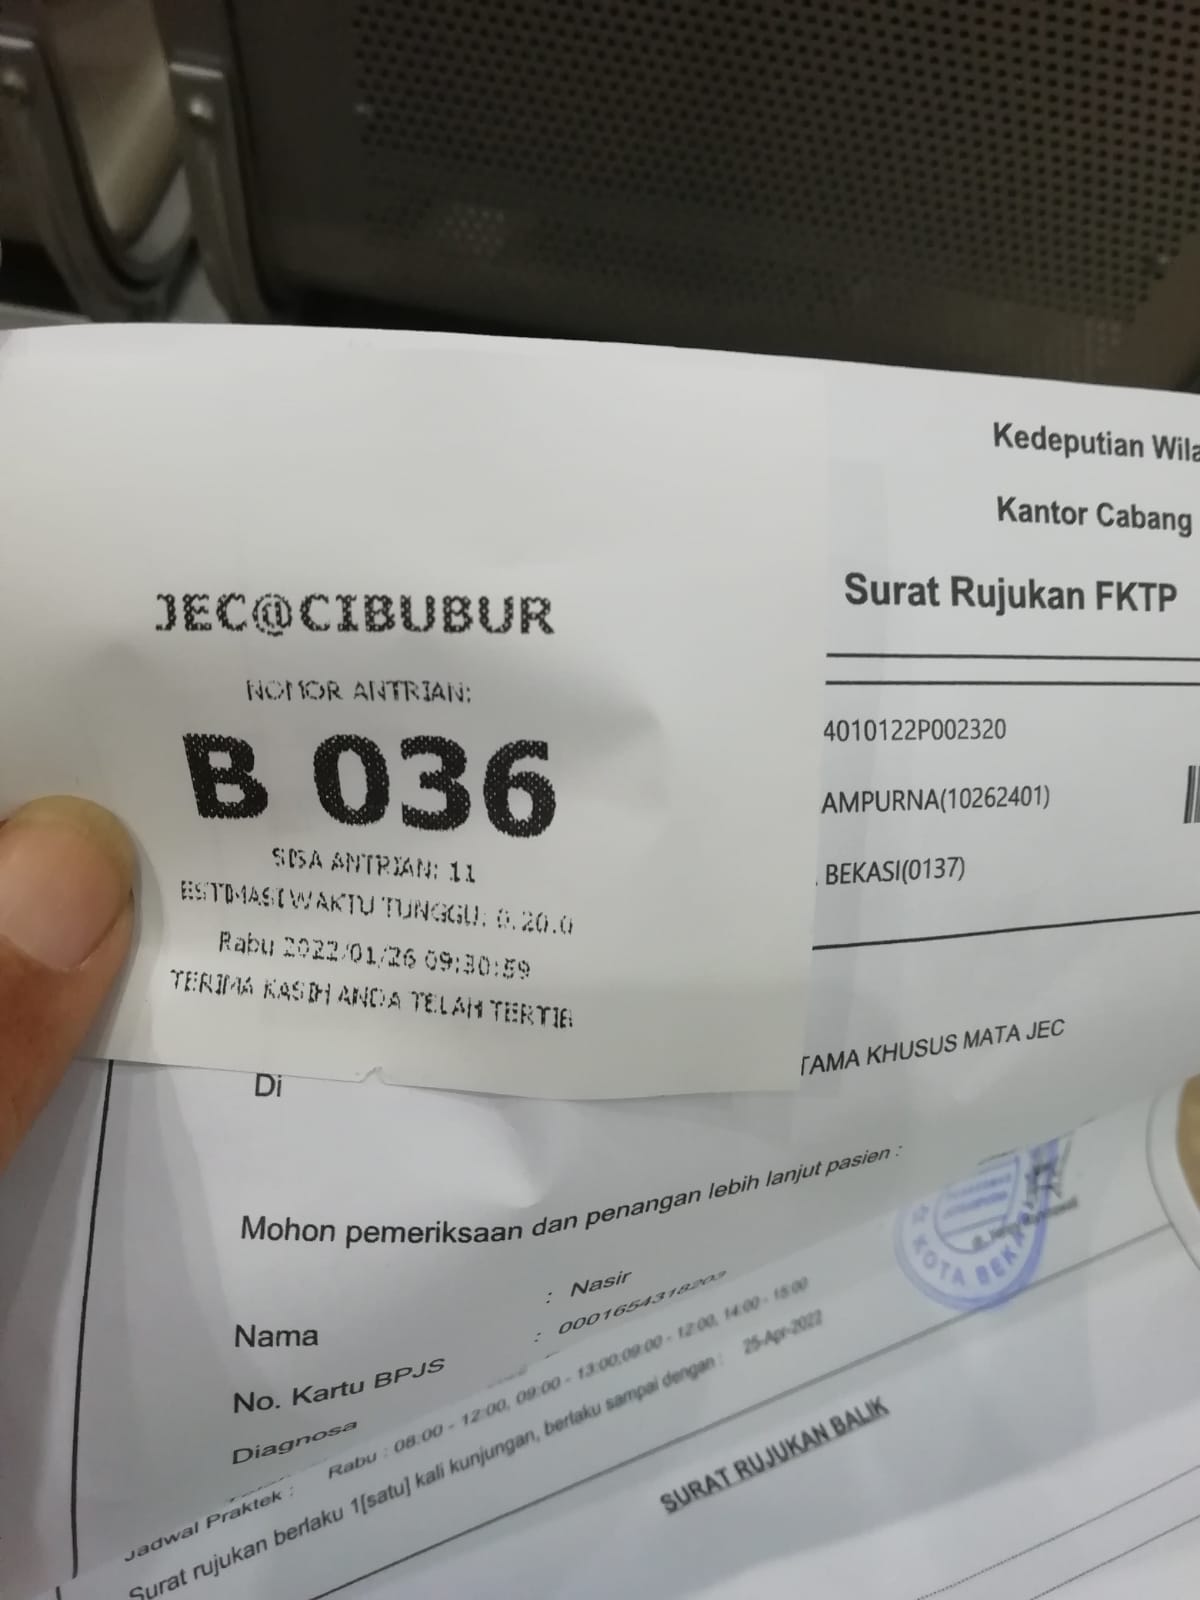 JEC@CIBUBUR
NOMOR ANTRIAN:
B 036
SISA ANTRIAN: 11
ESTIMASI WAKTU TUNGGU: 0.20.0
Rabu 2022/01/26 09:30:59
TERIMA KASIH ANDA TELAH TERTIB
Kedeputian Wila
Kantor Cabang
Surat Rujukan FKTP
4010122P002320
AMPURNA(10262401)
. BEKASI(0137)
TAMA KHUSUS MATA JEC
Di
Mohon pemeriksaan dan penangan lebih lanjut pasien :
Nama : Nasir
No. Kartu BPJS : 0001654318203
Diagnosa
KOTA BEKA
Jadwal Praktek : Rabu : 08:00 - 12:00, 09:00 - 13:00;09:00 - 12:00, 14:00 - 15:00
Surat rujukan berlaku 1[satu] kali kunjungan, berlaku sampai dengan : 25-Apr-2022
SURAT RUJUKAN BALIK